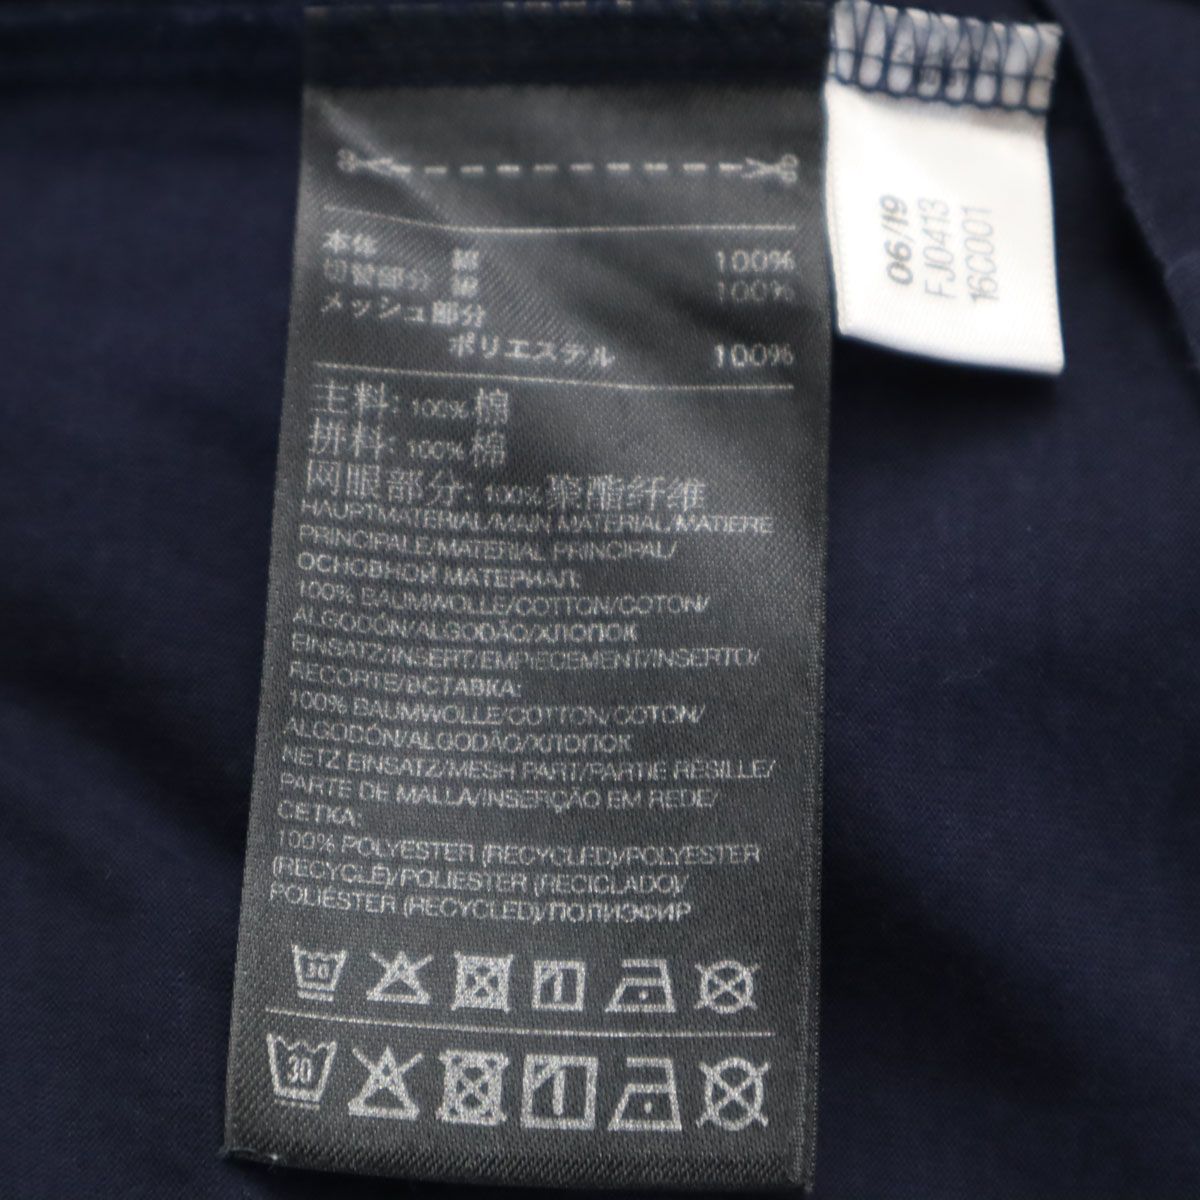 本体 綿 100%
切替部分 綿 100%
メッシュ部分
ポリエステル 100%
主料: 100% 棉
拼料: 100% 棉
网眼部分: 100% 聚酯纤维
HAUPTMATERIAL/MAIN MATERIAL/MATIERE
PRINCIPALE/MATERIAL PRINCIPAL/
ОСНОВНОЙ МАТЕРИАЛ:
100% BAUMWOLLE/COTTON/COTON/
ALGODÓN/ALGODÃO/ХЛОПОК
EINSATZ/INSERT/EMPIECEMENT/INSERTO/
RECORTE/ВСТАВКА:
100% BAUMWOLLE/COTTON/COTON/
ALGODÓN/ALGODÃO/ХЛОПОК
NETZ EINSATZ/MESH PART/PARTIE RÉSILLE/
PARTE DE MALLA/INSERÇÃO EM REDE/
СЕТКА:
100% POLYESTER (RECYCLED)/POLYESTER
(RECYCLÉ)/POLIESTER (RECICLADO)/
POLIÉSTER (RECYCLED)/ПОЛИЭФИР
30
30
06/19
FJ0413
16C001